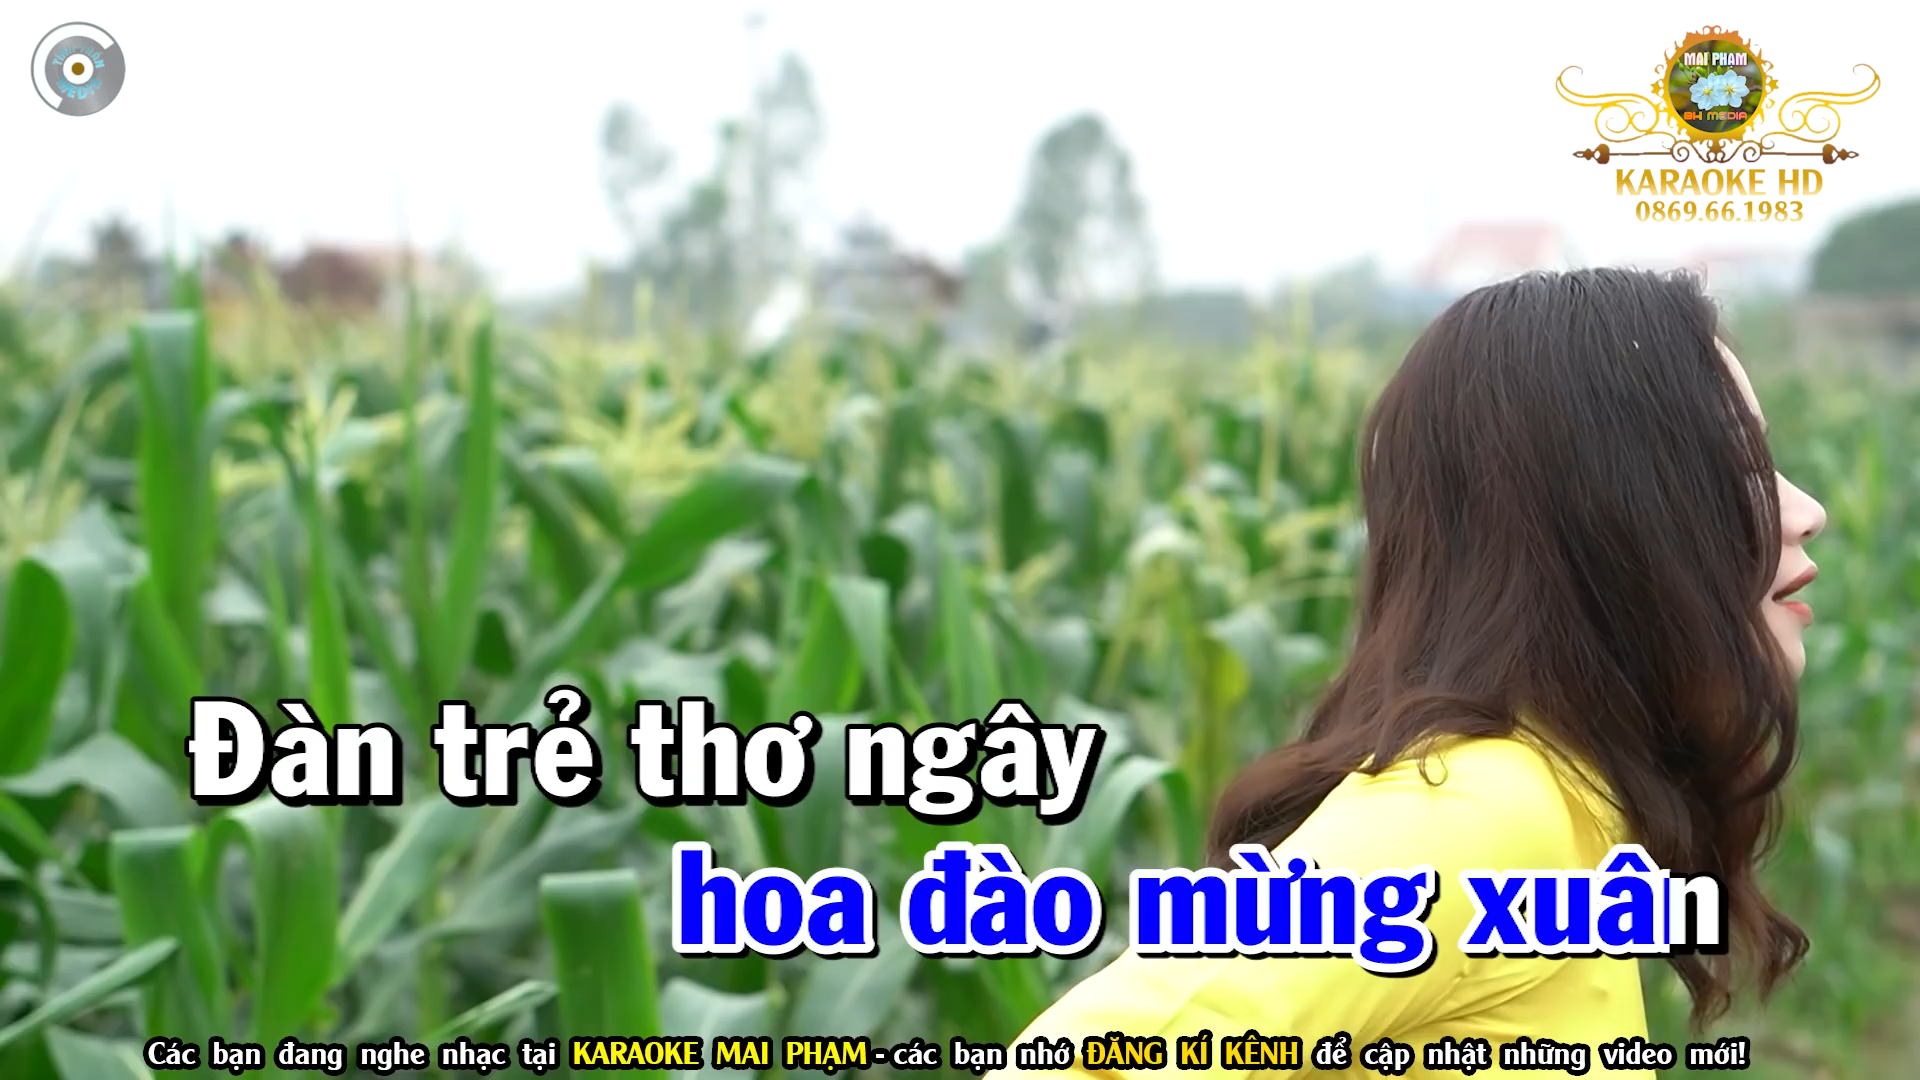 MAI PHẠM
BH MEDIA
KARAOKE HD
0869.66.1983
Đàn trẻ thơ ngây
hoa đào mừng xuân
Các bạn đang nghe nhạc tại KARAOKE MAI PHẠM - các bạn nhớ ĐĂNG KÍ KÊNH để cập nhật những video mới!